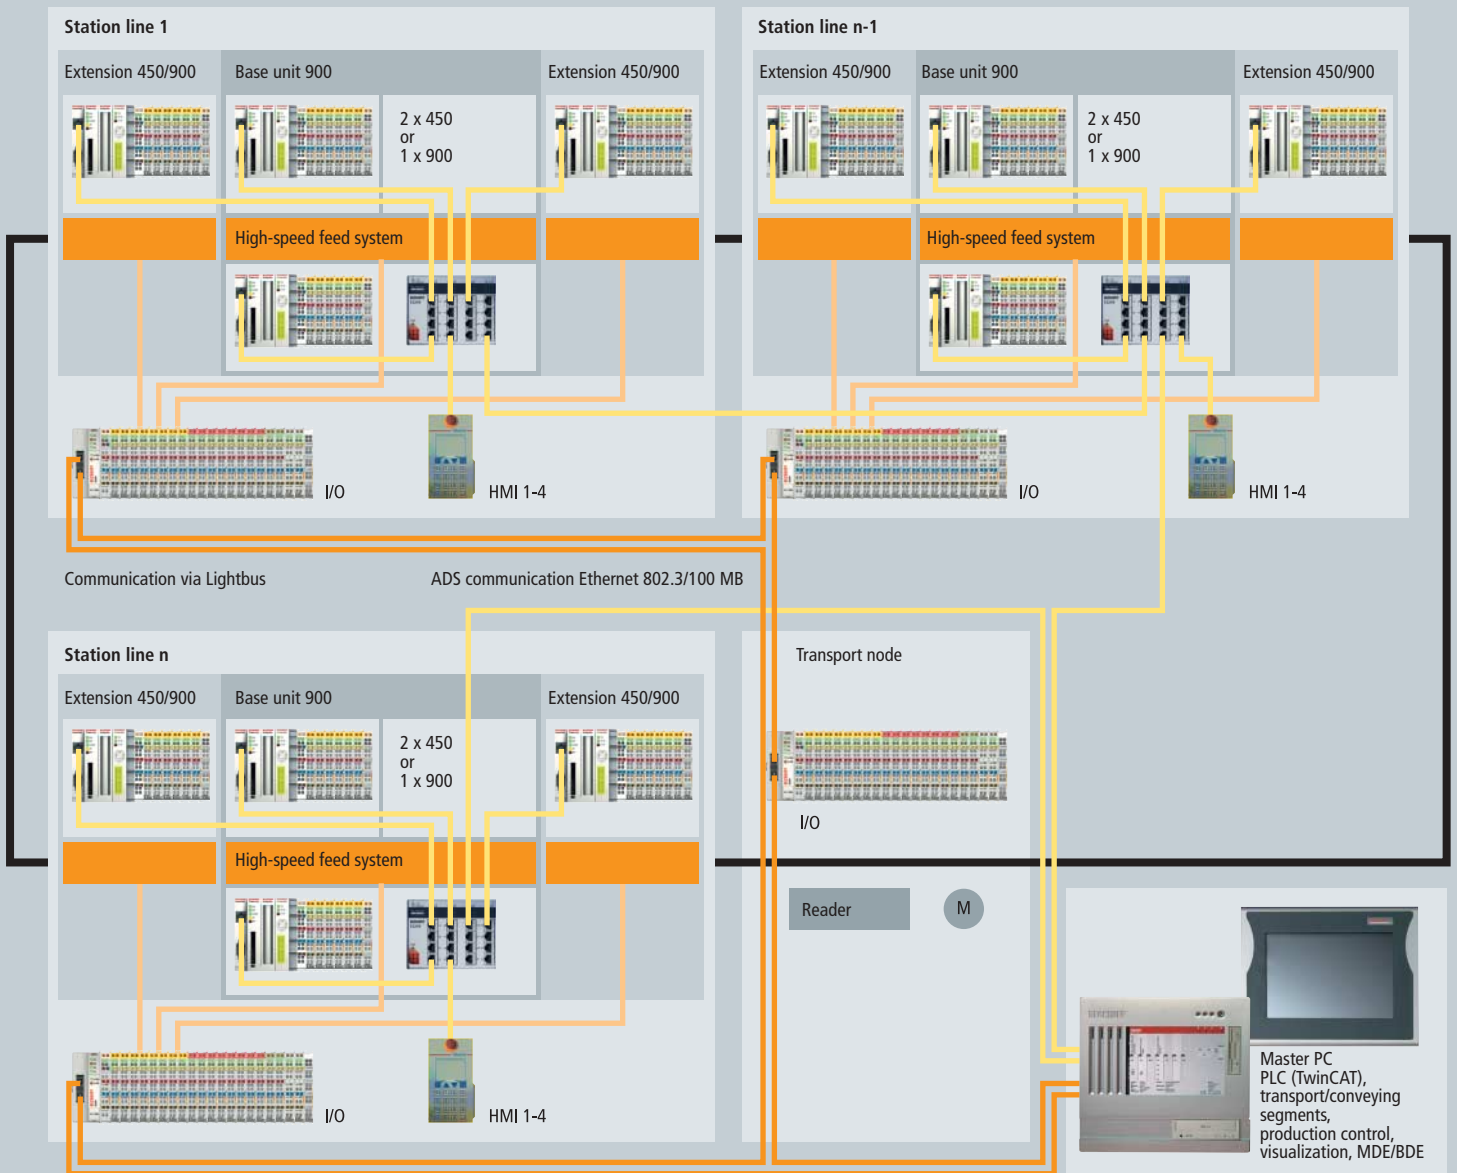 Station line 1
Extension 450/900
Base unit 900
Extension 450/900
2 x 450
or
1 x 900
High-speed feed system
I/O
HMI 1-4
Station line n-1
Extension 450/900
Base unit 900
Extension 450/900
2 x 450
or
1 x 900
High-speed feed system
I/O
HMI 1-4
Communication via Lightbus
ADS communication Ethernet 802.3/100 MB
Station line n
Extension 450/900
Base unit 900
Extension 450/900
2 x 450
or
1 x 900
High-speed feed system
I/O
HMI 1-4
Transport node
I/O
Reader
M
Master PC
PLC (TwinCAT),
transport/conveying
segments,
production control,
visualization, MDE/BDE